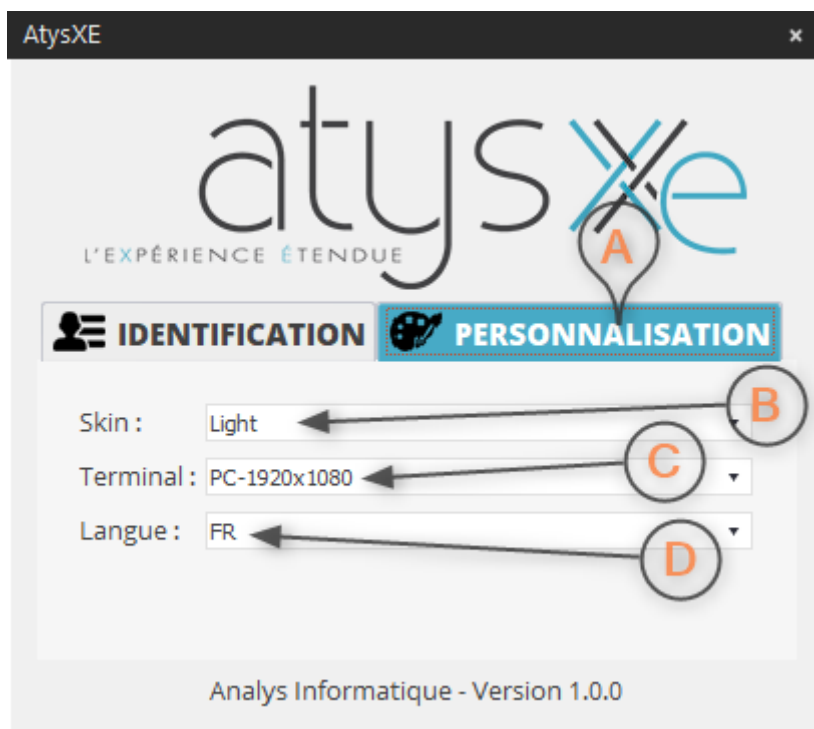 AtysXE ×
atysxe
L'EXPÉRIENCE ÉTENDUE
A
IDENTIFICATION PERSONNALISATION
B
Skin : Light
C
Terminal : PC-1920x1080
Langue : FR
D
Analys Informatique - Version 1.0.0